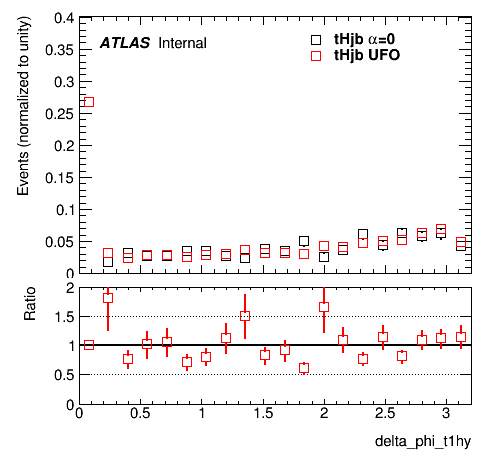 ATLAS Internal
tHjb α=0
tHjb UFO
Events (normalized to unity)
0.4
0.35
0.3
0.25
0.2
0.15
0.1
0.05
0
Ratio
2
1.5
1
0.5
0
0 0.5 1 1.5 2 2.5 3
delta_phi_t1hy